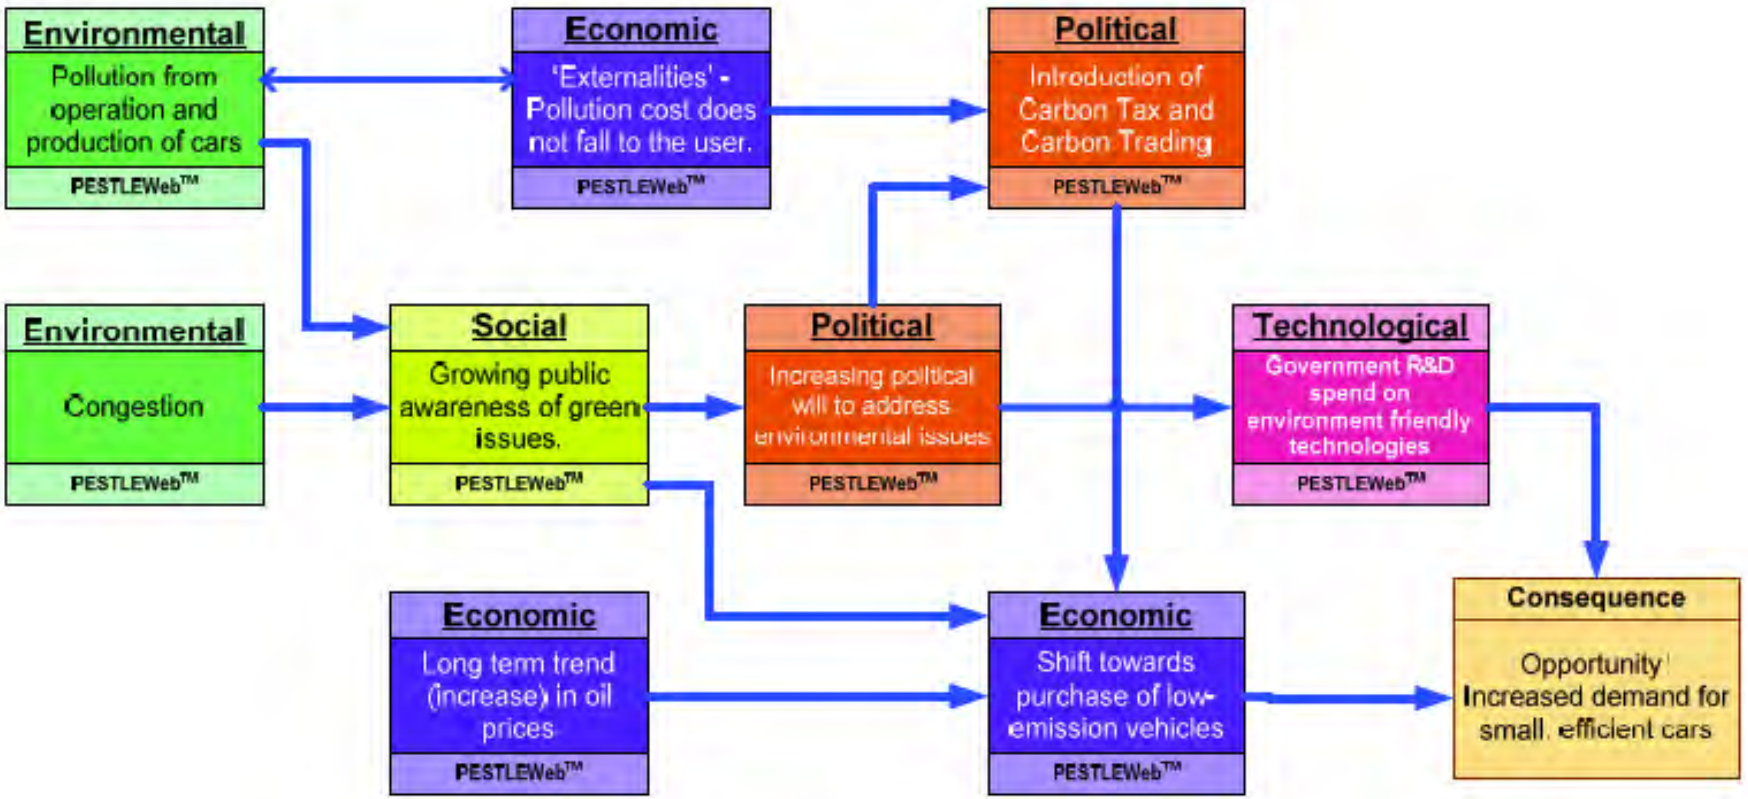 Environmental
Pollution from
operation and
production of cars
PESTLEWeb™
Economic
'Externalities' -
Pollution cost does
not fall to the user.
PESTLEWeb™
Political
Introduction of
Carbon Tax and
Carbon Trading
PESTLEWeb™
Environmental
Congestion
PESTLEWeb™
Social
Growing public
awareness of green
issues.
PESTLEWeb™
Political
Increasing political
will to address
environmental issues
PESTLEWeb™
Technological
Government R&D
spend on
environment friendly
technologies
PESTLEWeb™
Economic
Long term trend
(increase) in oil
prices
PESTLEWeb™
Economic
Shift towards
purchase of low-
emission vehicles
PESTLEWeb™
Consequence
Opportunity!
Increased demand for
small, efficient cars